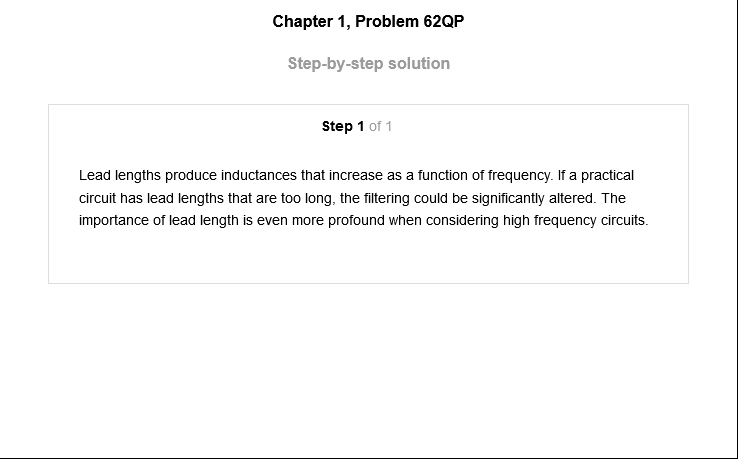 Chapter 1, Problem 62QP
Step-by-step solution
Step 1 of 1
Lead lengths produce inductances that increase as a function of frequency. If a practical
circuit has lead lengths that are too long, the filtering could be significantly altered. The
importance of lead length is even more profound when considering high frequency circuits.